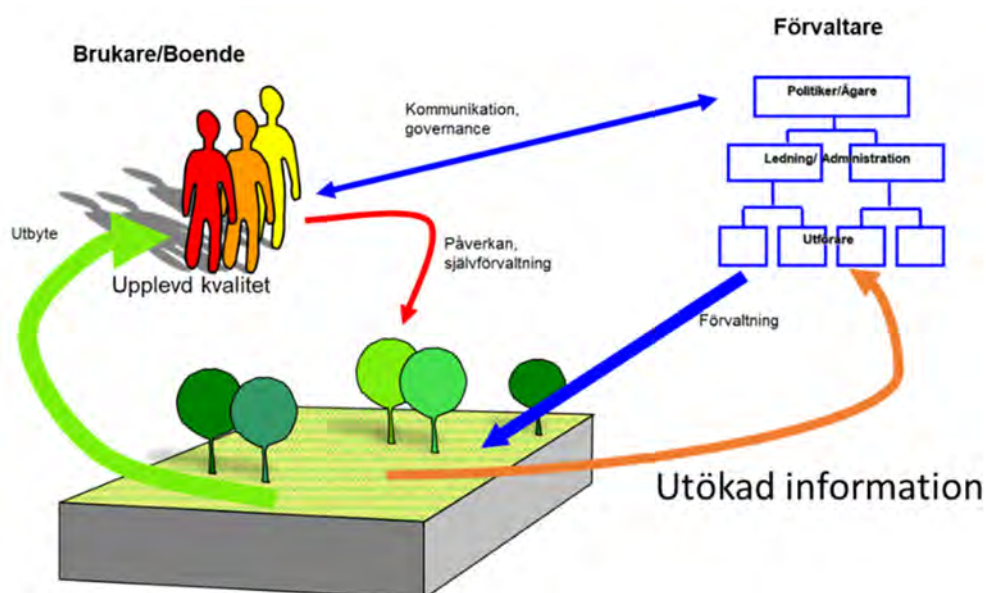 Förvaltare
Brukare/Boende
Politiker/Ägare
Kommunikation,
governance
Ledning/ Administration
Utbyte
Påverkan,
självförvaltning
Utförare
Upplevd kvalitet
Förvaltning
Utökad information